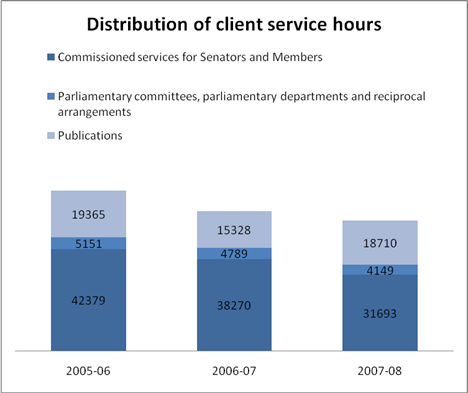 Distribution of client service hours
Commissioned services for Senators and Members
Parliamentary committees, parliamentary departments and reciprocal
arrangements
Publications
19365
15328
18710
5151
4789
4149
42379
38270
31693
2005-06
2006-07
2007-08